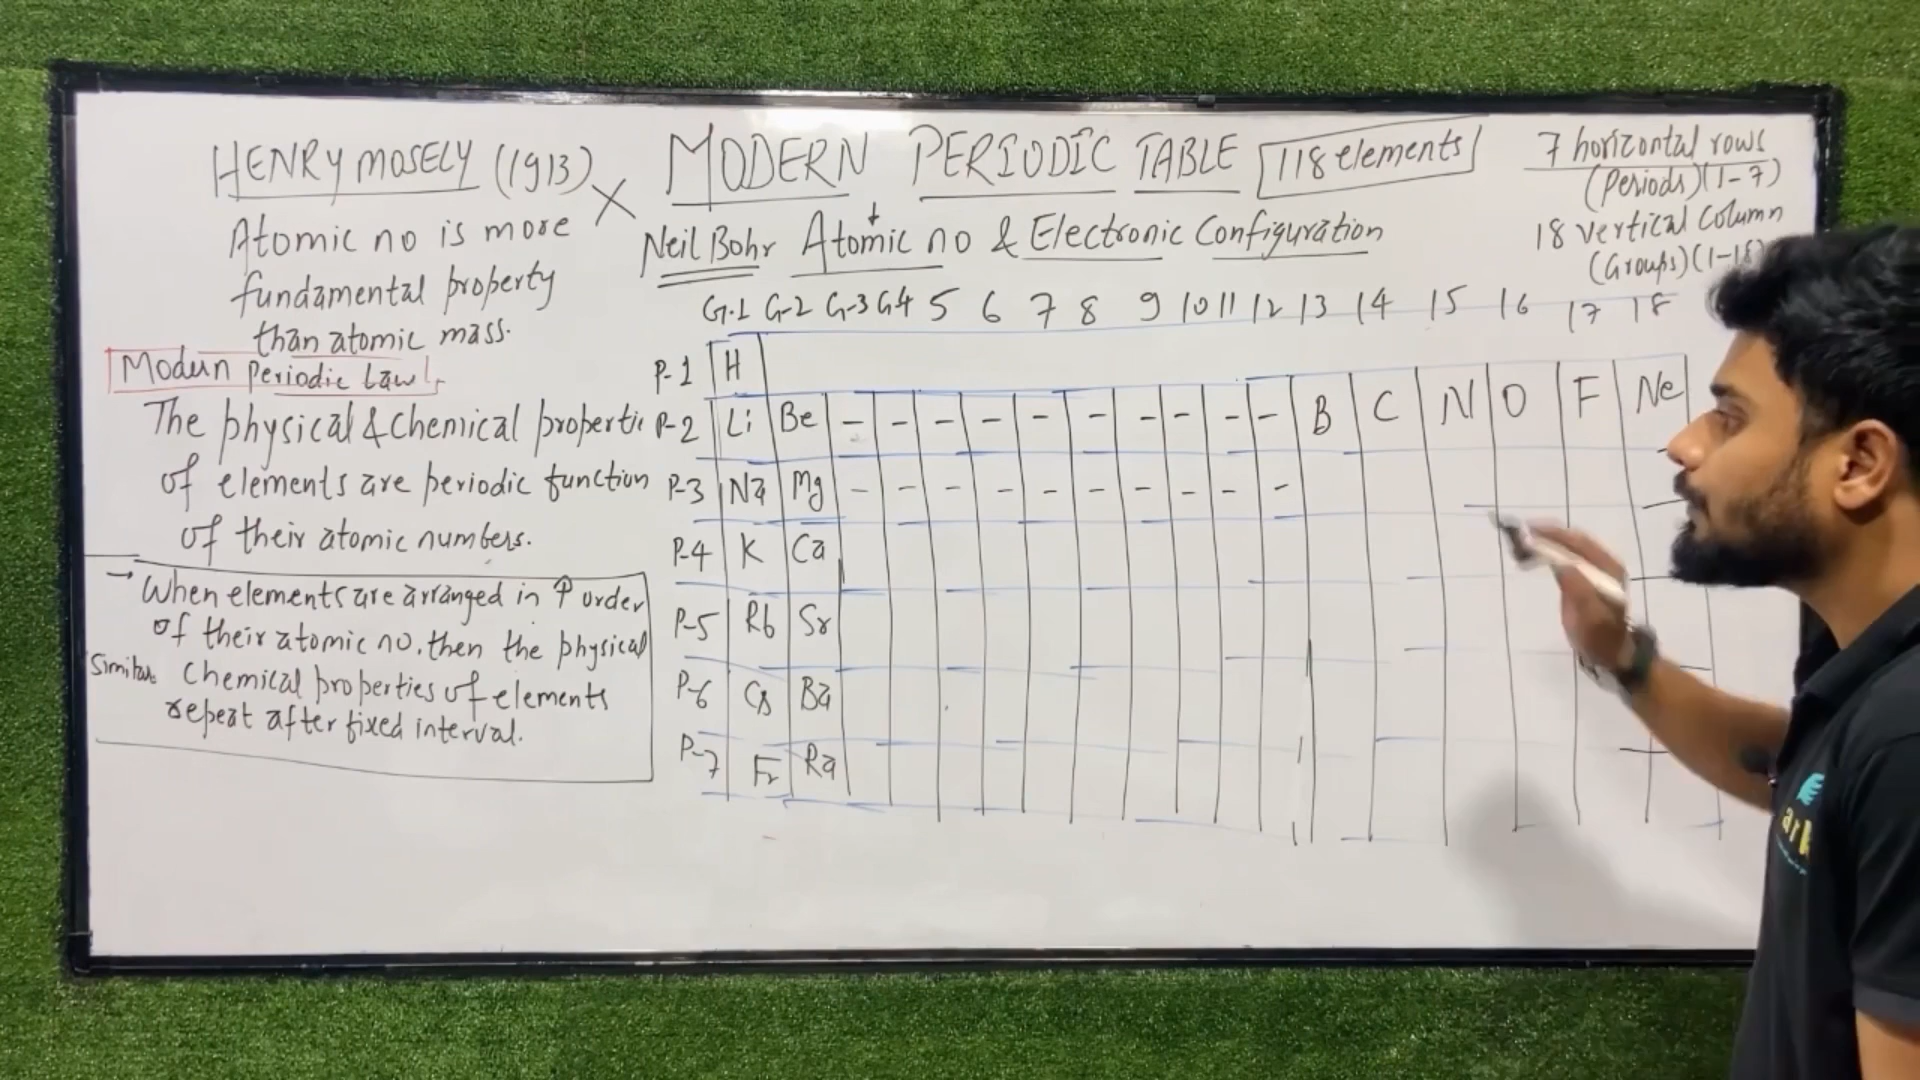 HENRY MOSELY (1913)
Atomic no is more
fundamental property
than atomic mass.
Modern Periodic Law
The physical & chemical properti
of elements are periodic function
of their atomic numbers.
→ When elements are arranged in ↑ order
of their atomic no. then the physical
Similar Chemical properties of elements
repeat after fixed interval.
MODERN PERIODIC TABLE 118 elements
Neil Bohr Atomic no & Electronic Configuration
7 horizontal rows
(Periods) (1-7)
18 vertical Column
(Groups) (1-18
G-1 G-2 G-3 G-4 5 6 7 8 9 10 11 12 13 14 15 16 17 18
P-1 H
P-2 Li Be - - - - - - - - - - B C N O F Ne
P-3 Na Mg - - - - - - - - - -
P-4 K Ca
P-5 Rb Sr
P-6 Cs Ba
P-7 Fr Ra